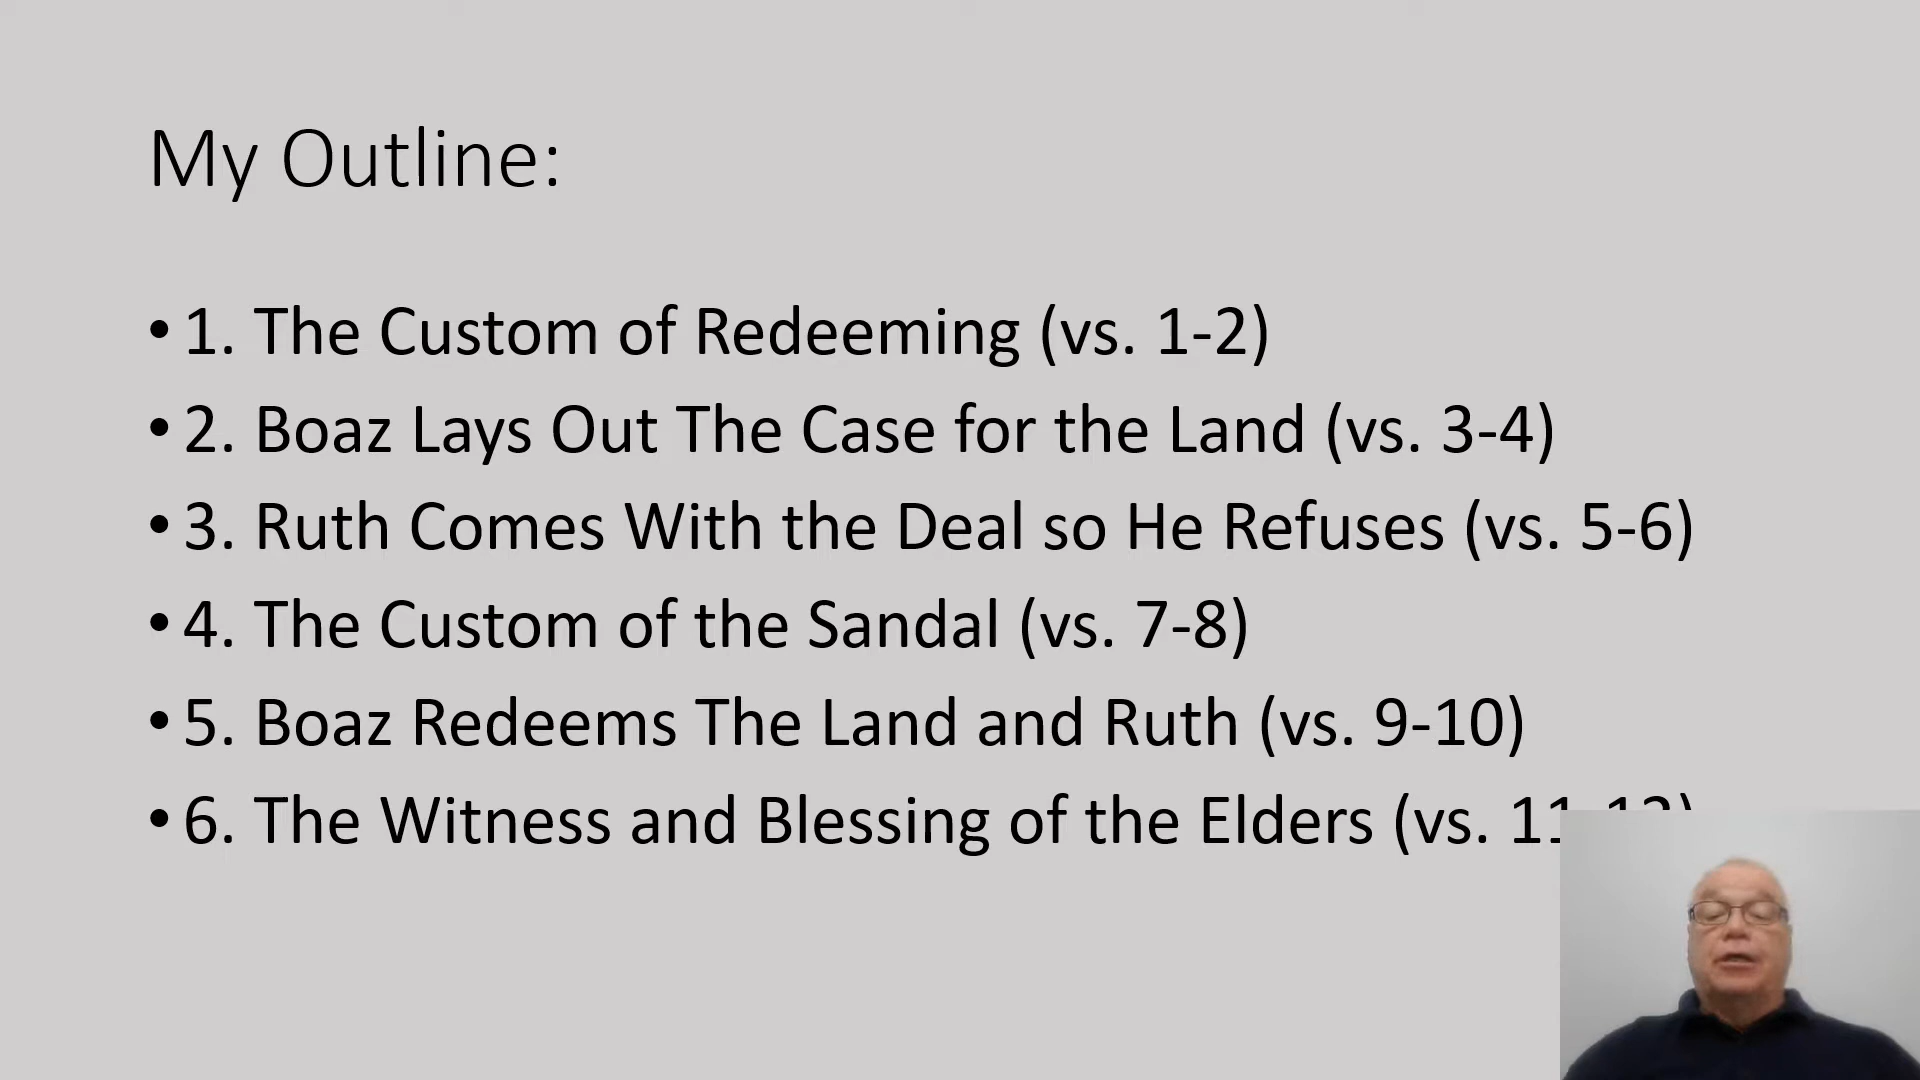 My Outline:
• 1. The Custom of Redeeming (vs. 1-2)
• 2. Boaz Lays Out The Case for the Land (vs. 3-4)
• 3. Ruth Comes With the Deal so He Refuses (vs. 5-6)
• 4. The Custom of the Sandal (vs. 7-8)
• 5. Boaz Redeems The Land and Ruth (vs. 9-10)
• 6. The Witness and Blessing of the Elders (vs. 11-12)